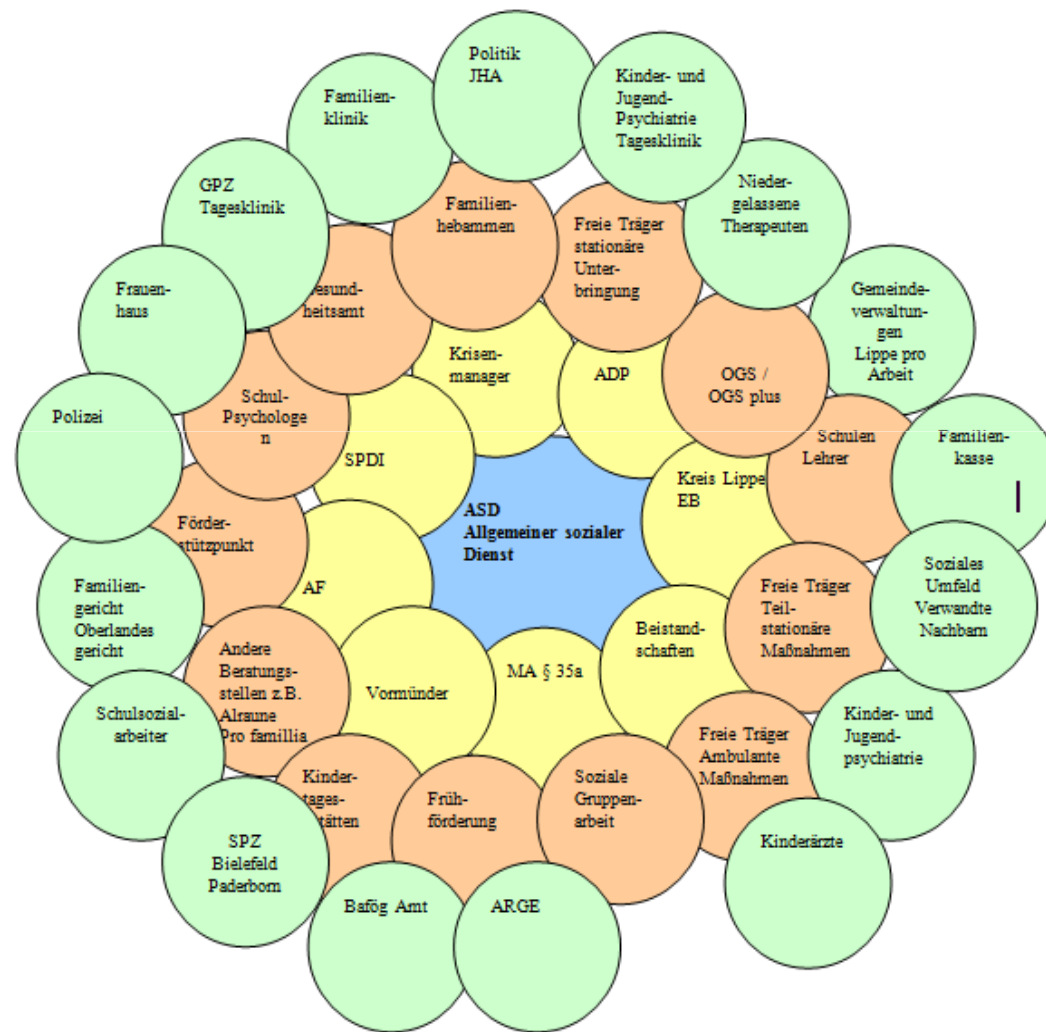 Politik
JHA
Kinder- und
Jugend-
Psychiatrie
Tagesklinik
Familien-
klinik
Nieder-
gelassene
Therapeuten
GPZ
Tagesklinik
Familien-
hebammen
Freie Träger
stationäre
Unter-
bringung
Frauen-
haus
esund-
heitsamt
Gemeinde-
verwaltun-
gen
Lippe pro
Arbeit
Krisen-
manager
ADP
OGS /
OGS plus
Schul-
Psychologe
n
Polizei
Schulen
Lehrer
Familien-
kasse
SPDI
Kreis Lippe
EB
ASD
Allgemeiner sozialer
Dienst
Förder-
stützpunkt
Soziales
Umfeld
Verwandte
Nachbarn
Familien-
gericht
Oberlandes
gericht
AF
Freie Träger
Teil-
stationäre
Maßnahmen
Beistand-
schaften
Andere
Beratungs-
stellen z.B.
Alraune
Pro famillia
Vormünder
MA § 35a
Schulsozial-
arbeiter
Kinder- und
Jugend-
psychiatrie
Freie Träger
Ambulante
Maßnahmen
Kinder-
tages-
stätten
Früh-
förderung
Soziale
Gruppen-
arbeit
SPZ
Bielefeld
Paderborn
Kinderärzte
Bafög Amt
ARGE